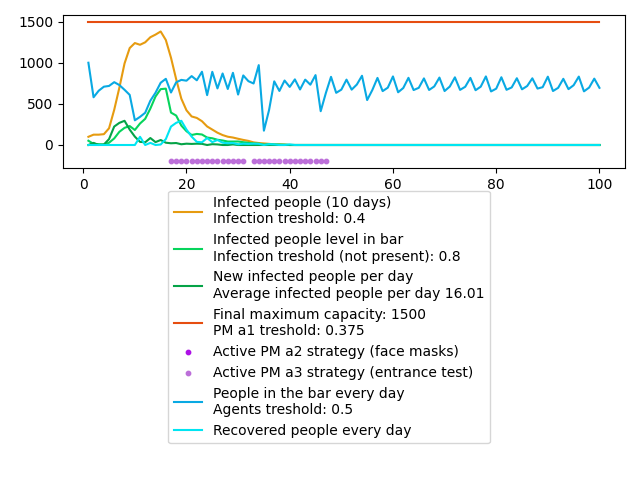 1500
1000
500
0
0 20 40 60 80 100
Infected people (10 days)
Infection treshold: 0.4
Infected people level in bar
Infection treshold (not present): 0.8
New infected people per day
Average infected people per day 16.01
Final maximum capacity: 1500
PM a1 treshold: 0.375
Active PM a2 strategy (face masks)
Active PM a3 strategy (entrance test)
People in the bar every day
Agents treshold: 0.5
Recovered people every day